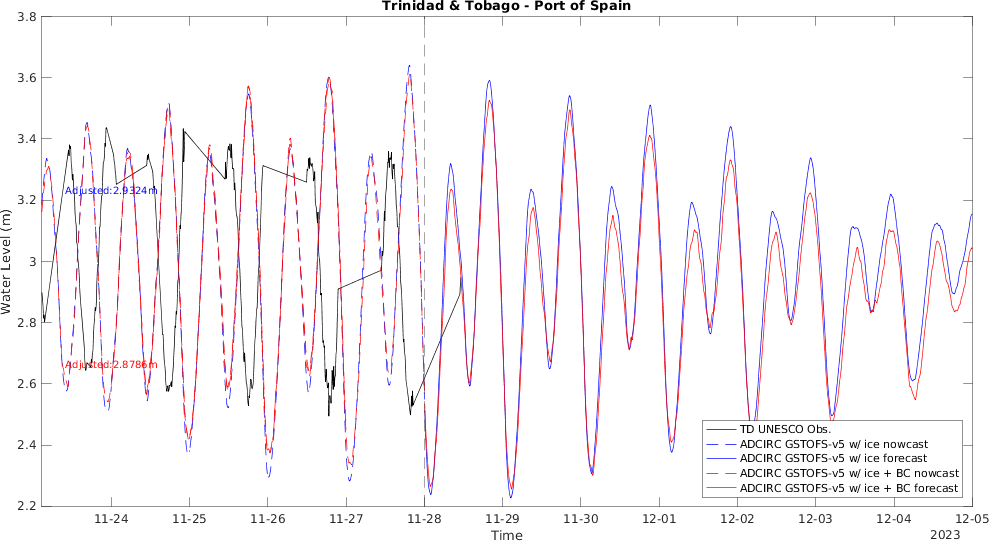 Trinidad & Tobago - Port of Spain
3.8
3.6
3.4
3.2
3
2.8
2.6
2.4
2.2
Water Level (m)
Adjusted:2.9324m
Adjusted:2.8786m
TD UNESCO Obs.
ADCIRC GSTOFS-v5 w/ ice nowcast
ADCIRC GSTOFS-v5 w/ ice forecast
ADCIRC GSTOFS-v5 w/ ice + BC nowcast
ADCIRC GSTOFS-v5 w/ ice + BC forecast
11-24 11-25 11-26 11-27 11-28 11-29 11-30 12-01 12-02 12-03 12-04 12-05
Time
2023